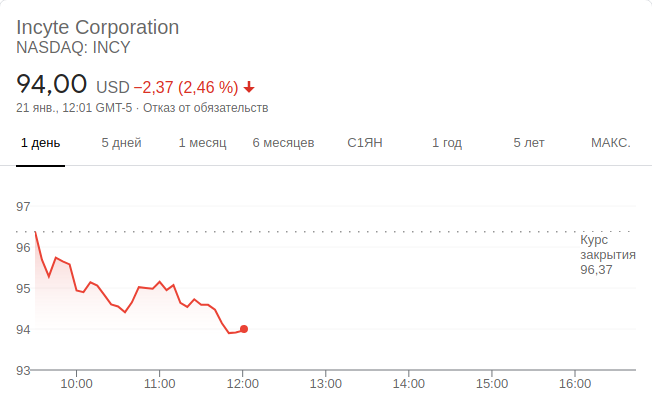 Incyte Corporation
NASDAQ: INCY
94,00 USD −2,37 (2,46 %)
21 янв., 12:01 GMT-5 · Отказ от обязательств
1 день 5 дней 1 месяц 6 месяцев С1ЯН 1 год 5 лет МАКС.
97
96
95
94
93
Курс
закрытия
96,37
10:00 11:00 12:00 13:00 14:00 15:00 16:00